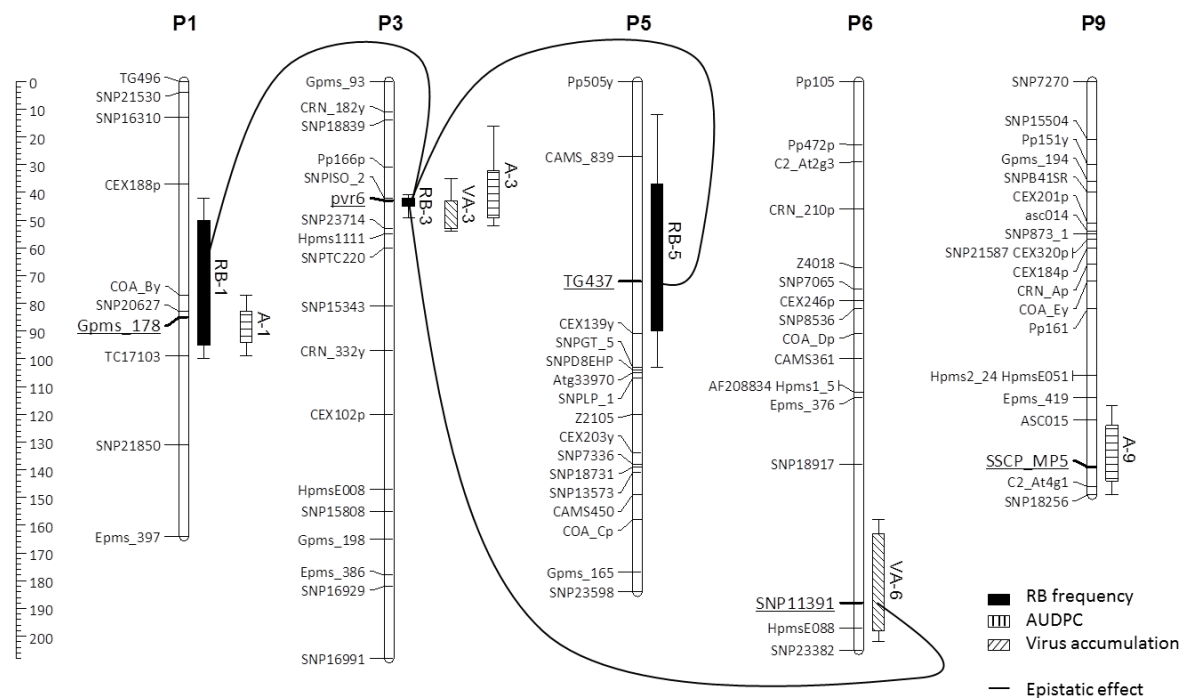 P1
P3
P5
P6
P9
0
10
20
30
40
50
60
70
80
90
100
110
120
130
140
150
160
170
180
190
200
TG496
SNP21530
SNP16310
CEX188p
COA_By
SNP20627
Gpms_178
TC17103
SNP21850
Epms_397
RB-1
A-1
Gpms_93
CRN_182y
SNP18839
Pp166p
SNPISO_2
pvr6
SNP23714
Hpms1111
SNPTC220
SNP15343
CRN_332y
CEX102p
HpmsE008
SNP15808
Gpms_198
Epms_386
SNP16929
SNP16991
RB-3
VA-3
A-3
Pp505y
CAMS_839
TG437
CEX139y
SNPGT_5
SNPD8EHP
Atg33970
SNPLP_1
Z2105
CEX203y
SNP7336
SNP18731
SNP13573
CAMS450
COA_Cp
Gpms_165
SNP23598
RB-5
Pp105
Pp472p
C2_At2g3
CRN_210p
Z4018
SNP7065
CEX246p
SNP8536
COA_Dp
CAMS361
AF208834 Hpms1_5
Epms_376
SNP18917
SNP11391
HpmsE088
SNP23382
VA-6
SNP7270
SNP15504
Pp151y
Gpms_194
SNPB41SR
CEX201p
asc014
SNP873_1
SNP21587 CEX320p
CEX184p
CRN_Ap
COA_Ey
Pp161
Hpms2_24 HpmsE051
Epms_419
ASC015
SSCP_MP5
C2_At4g1
SNP18256
A-9
RB frequency
AUDPC
Virus accumulation
Epistatic effect